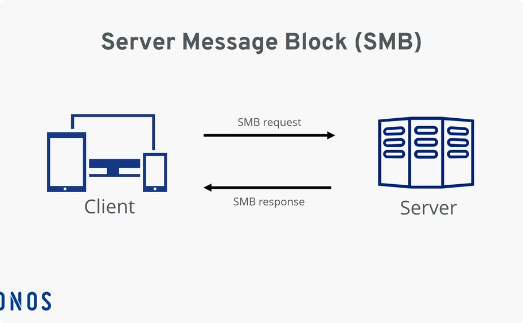 Server Message Block (SMB)
SMB request
SMB response
Client
Server
ONOS